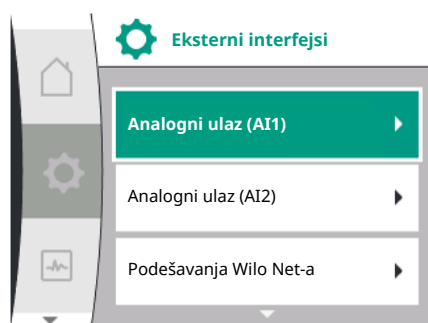 Eksterni interfejsi
Analogni ulaz (AI1)
Analogni ulaz (AI2)
Podešavanja Wilo Net-a